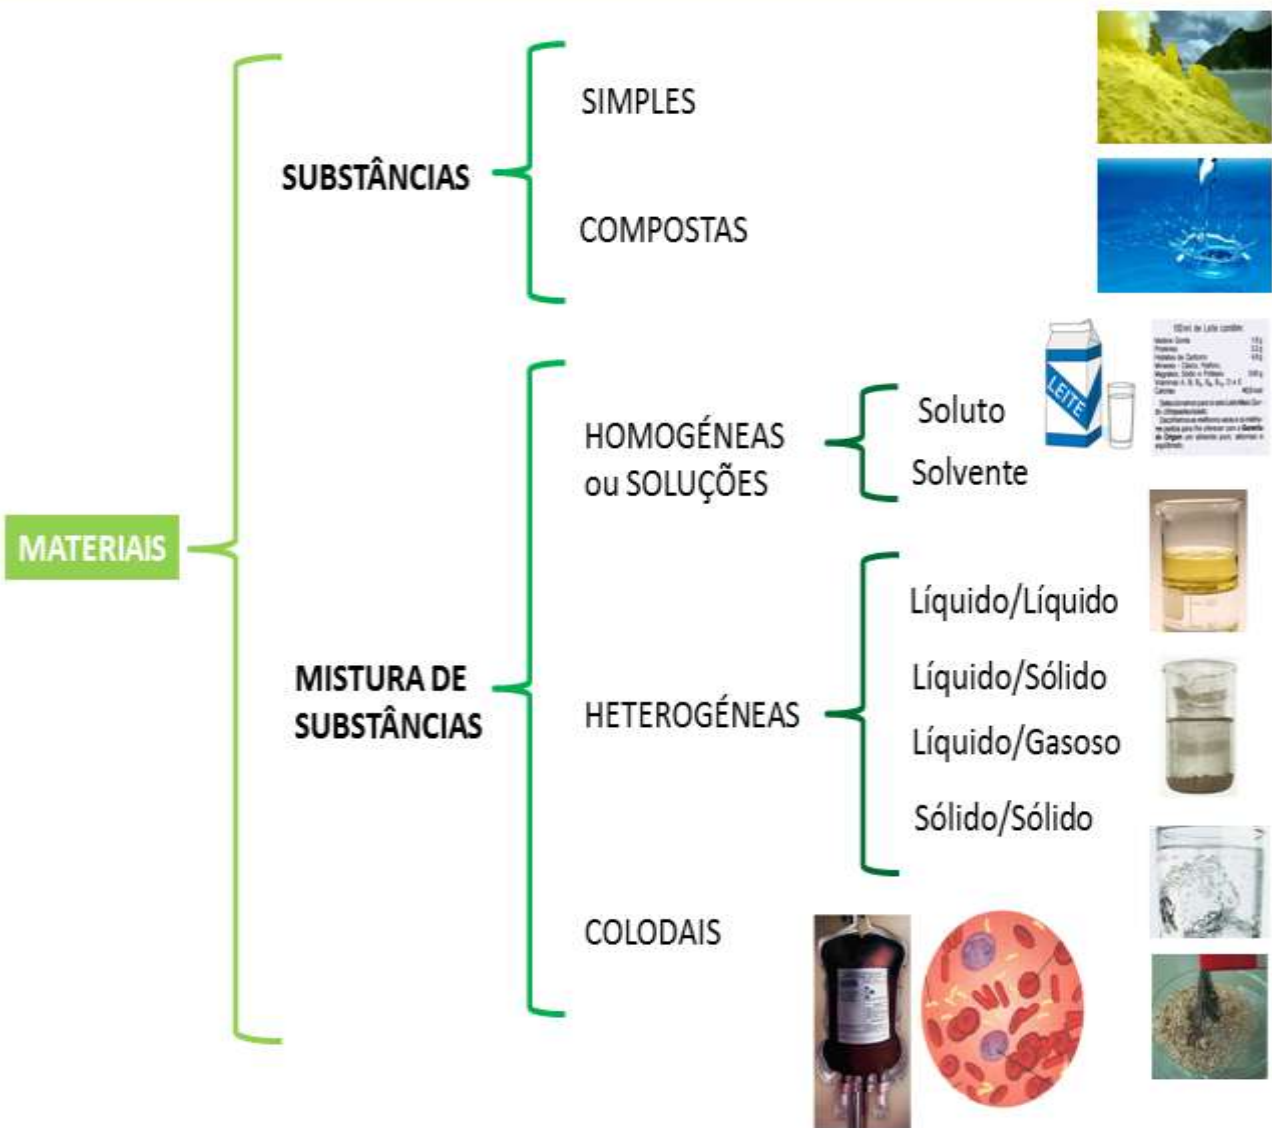 SIMPLES
SUBSTÂNCIAS
COMPOSTAS
HOMOGÉNEAS
ou SOLUÇÕES
Soluto
Solvente
LEITE
MATERIAIS
MISTURA DE
SUBSTÂNCIAS
HETEROGÉNEAS
Líquido/Líquido
Líquido/Sólido
Líquido/Gasoso
Sólido/Sólido
COLODAIS